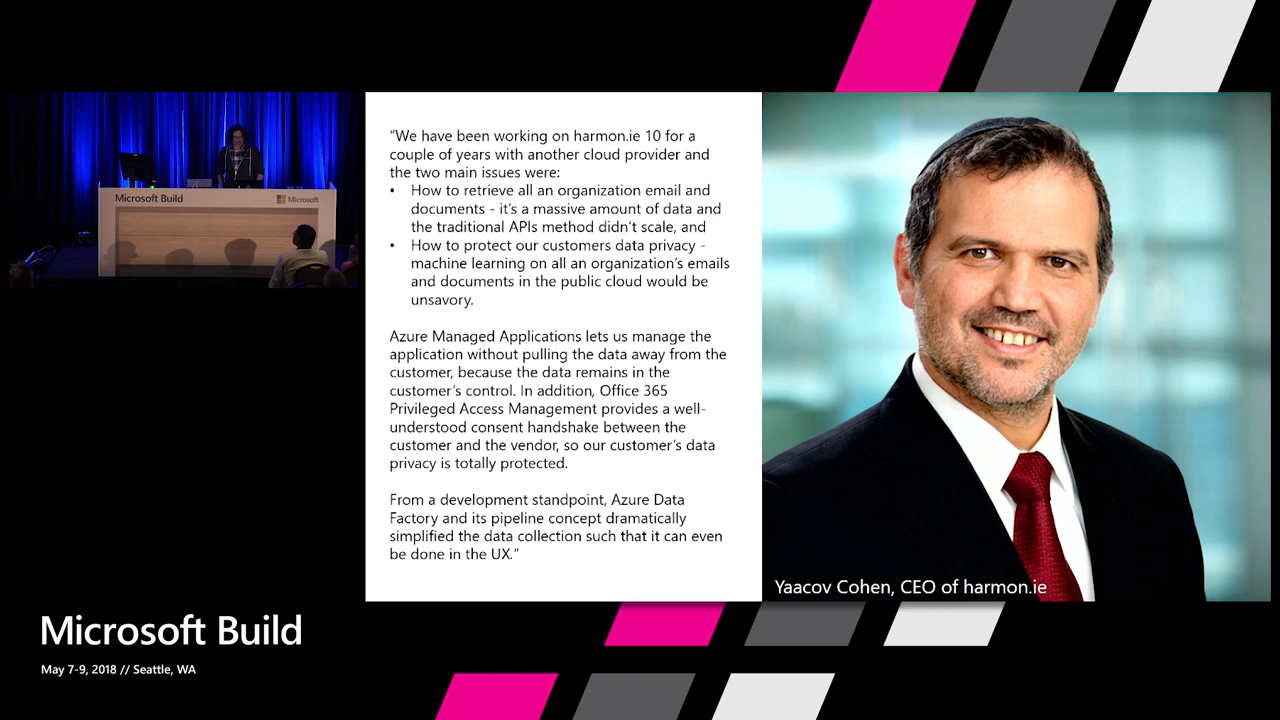 Microsoft Build
Microsoft
“We have been working on harmon.ie 10 for a
couple of years with another cloud provider and
the two main issues were:
• How to retrieve all an organization email and
documents - it’s a massive amount of data and
the traditional APIs method didn’t scale, and
• How to protect our customers data privacy -
machine learning on all an organization’s emails
and documents in the public cloud would be
unsavory.
Azure Managed Applications lets us manage the
application without pulling the data away from the
customer, because the data remains in the
customer’s control. In addition, Office 365
Privileged Access Management provides a well-
understood consent handshake between the
customer and the vendor, so our customer’s data
privacy is totally protected.
From a development standpoint, Azure Data
Factory and its pipeline concept dramatically
simplified the data collection such that it can even
be done in the UX.”
Yaacov Cohen, CEO of harmon.ie
Microsoft Build
May 7-9, 2018 // Seattle, WA